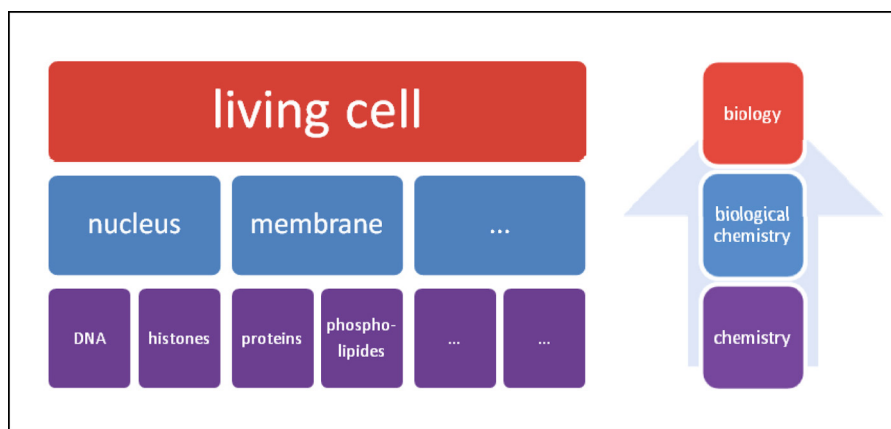 living cell
nucleus
membrane
...
DNA
histones
proteins
phospho-
lipides
...
...
biology
biological
chemistry
chemistry